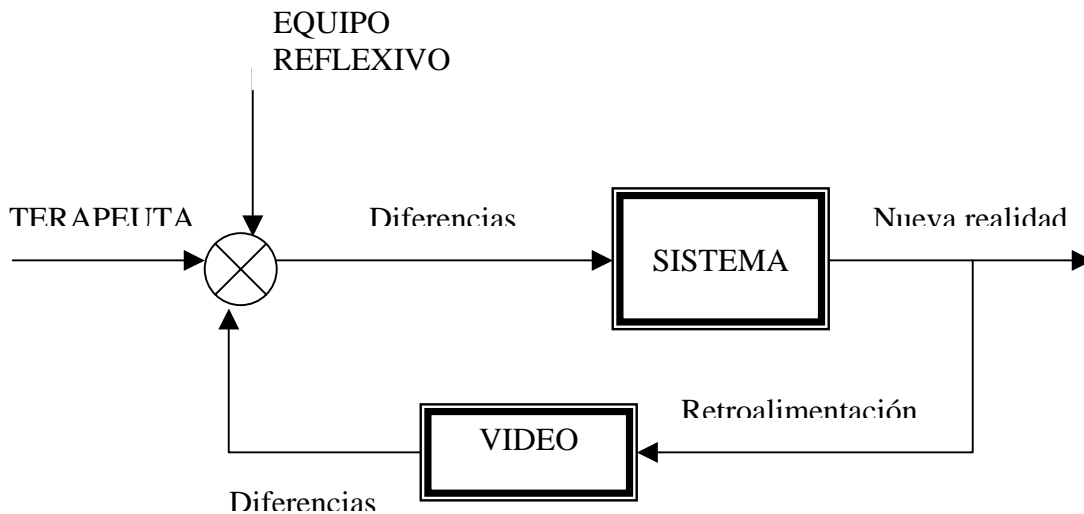 EQUIPO
REFLEXIVO
TERAPEUTA
Diferencias
Nueva realidad
SISTEMA
Retroalimentación
VIDEO
Diferencias